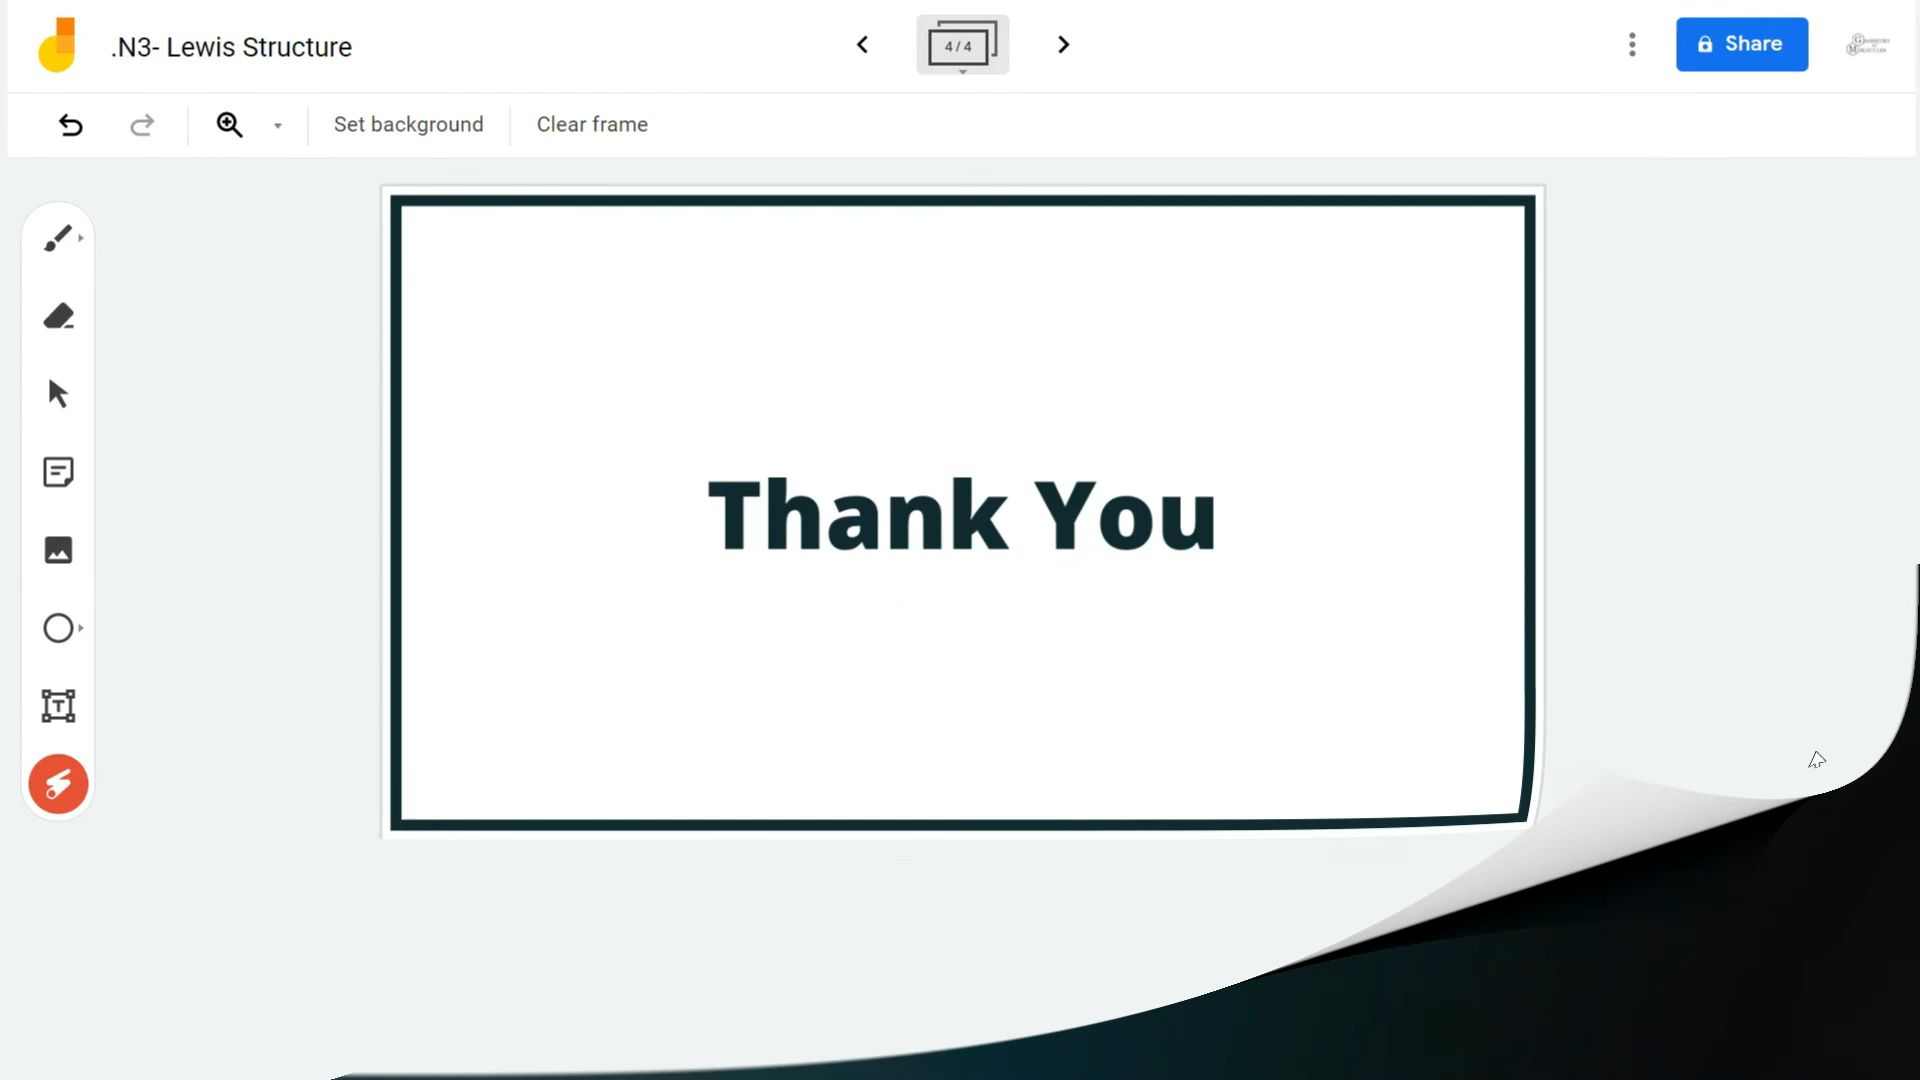 .N3- Lewis Structure
4 / 4
Share
Set background
Clear frame
Thank You